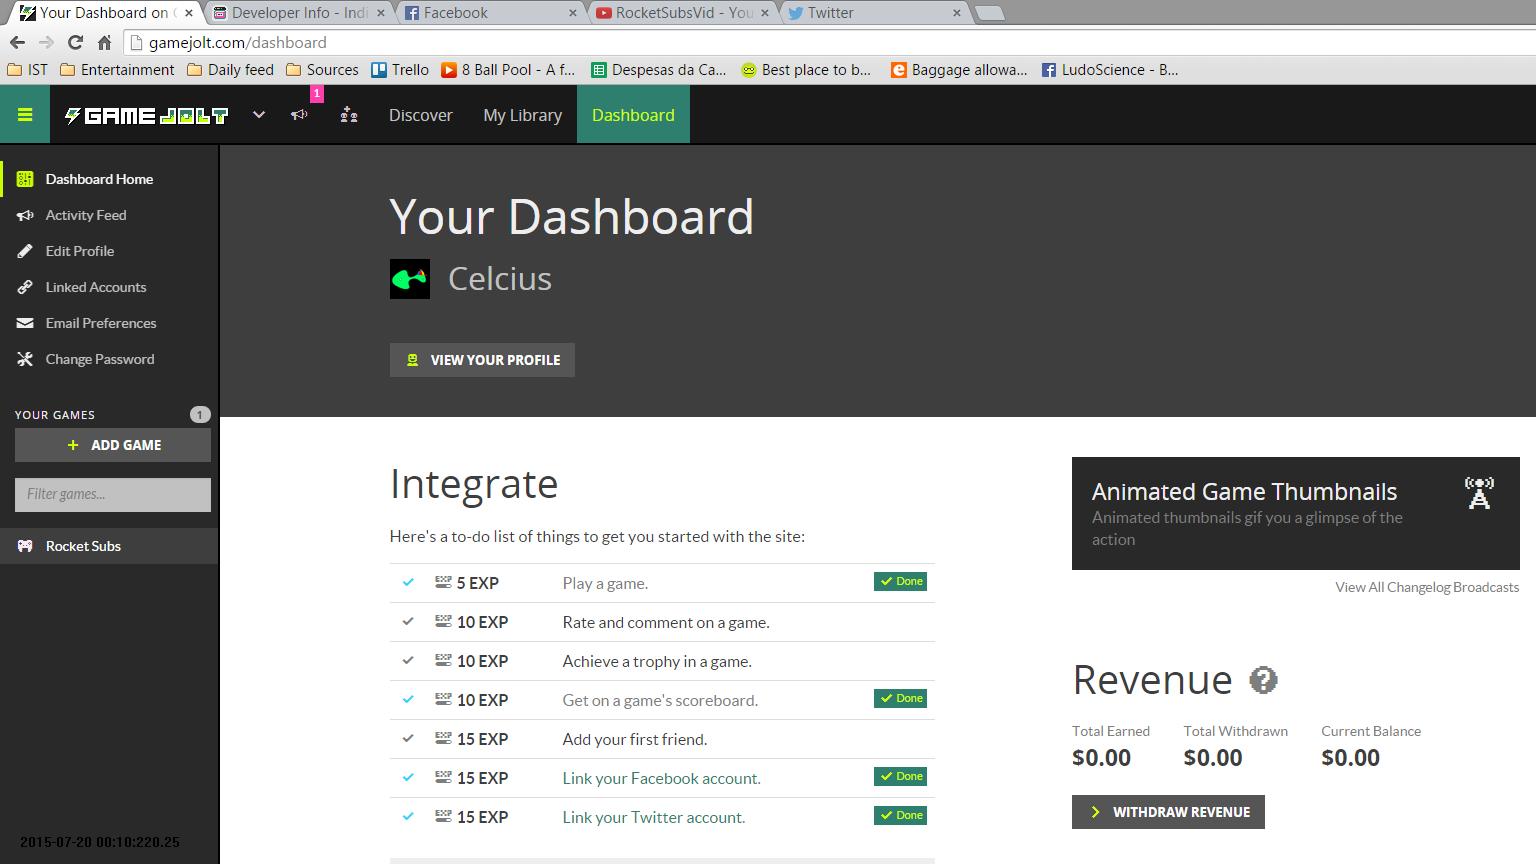 Your Dashboard on G
Developer Info - Indi
Facebook
RocketSubsVid - You
Twitter
gamejolt.com/dashboard
IST
Entertainment
Daily feed
Sources
Trello
8 Ball Pool - A f...
Despesas da Ca...
Best place to b...
Baggage allowa...
LudoScience - B...
GAME JOLT
1
Discover
My Library
Dashboard
Dashboard Home
Activity Feed
Edit Profile
Linked Accounts
Email Preferences
Change Password
YOUR GAMES 1
+ ADD GAME
Filter games...
Rocket Subs
2015-07-20 00:10:220.25
Your Dashboard
Celcius
VIEW YOUR PROFILE
Integrate
Here's a to-do list of things to get you started with the site:
EXP 5 EXP Play a game. Done
EXP 10 EXP Rate and comment on a game.
EXP 10 EXP Achieve a trophy in a game.
EXP 10 EXP Get on a game's scoreboard. Done
EXP 15 EXP Add your first friend.
EXP 15 EXP Link your Facebook account. Done
EXP 15 EXP Link your Twitter account. Done
Animated Game Thumbnails
Animated thumbnails gif you a glimpse of the
action
View All Changelog Broadcasts
Revenue ?
Total Earned Total Withdrawn Current Balance
$0.00 $0.00 $0.00
WITHDRAW REVENUE